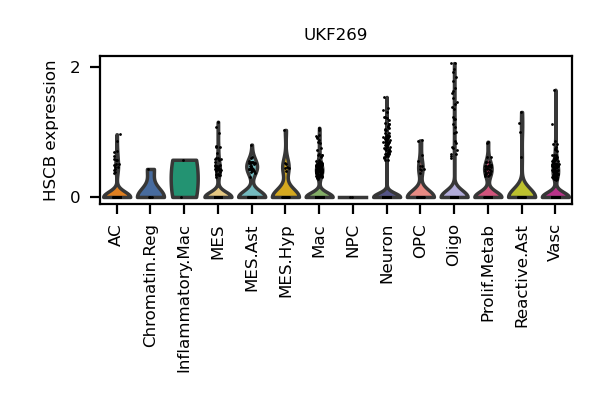 UKF269
HSCB expression
2
0
AC
Chromatin.Reg
Inflammatory.Mac
MES
MES.Ast
MES.Hyp
Mac
NPC
Neuron
OPC
Oligo
Prolif.Metab
Reactive.Ast
Vasc